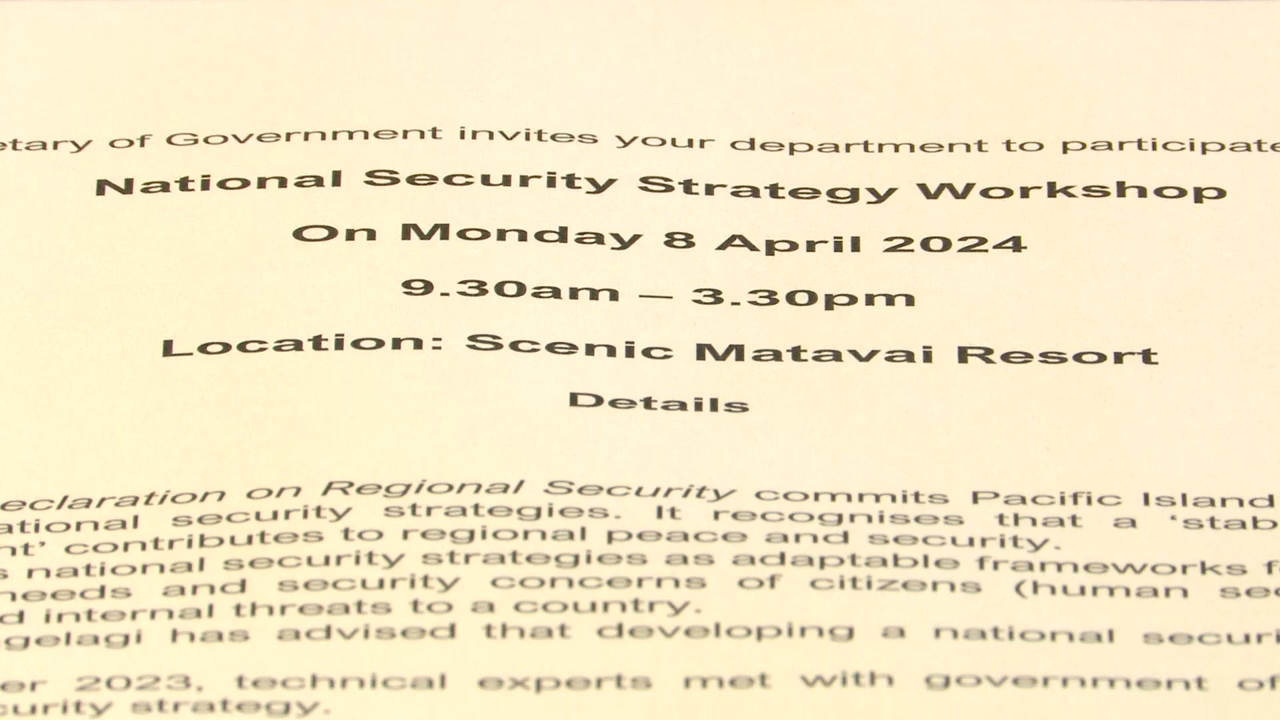 etary of Government invites your department to participate
National Security Strategy Workshop
On Monday 8 April 2024
9.30am – 3.30pm
Location: Scenic Matavai Resort
Details
eclaration on Regional Security commits Pacific Island
ational security strategies. It recognises that a ‘stab
nt’ contributes to regional peace and security.
s national security strategies as adaptable frameworks f
needs and security concerns of citizens (human sec
d internal threats to a country.
gelagi has advised that developing a national securi
er 2023, technical experts met with government of
curity strategy.